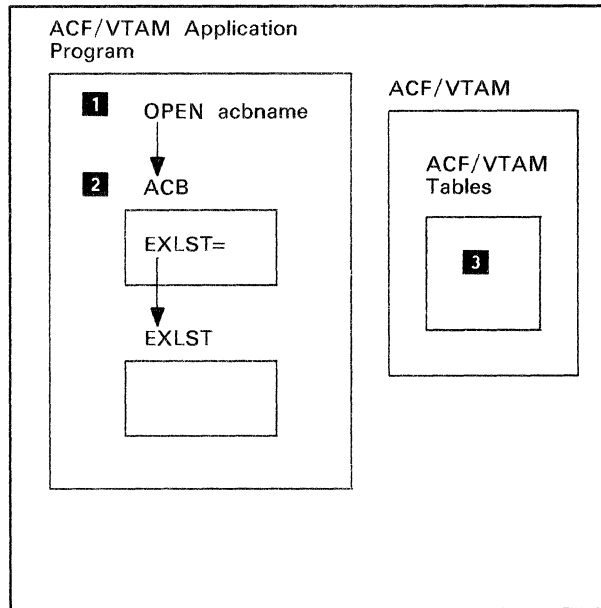 ACF/VTAM Application
Program
1 OPEN acbname
2 ACB
EXLST=
EXLST
ACF/VTAM
ACF/VTAM
Tables
3